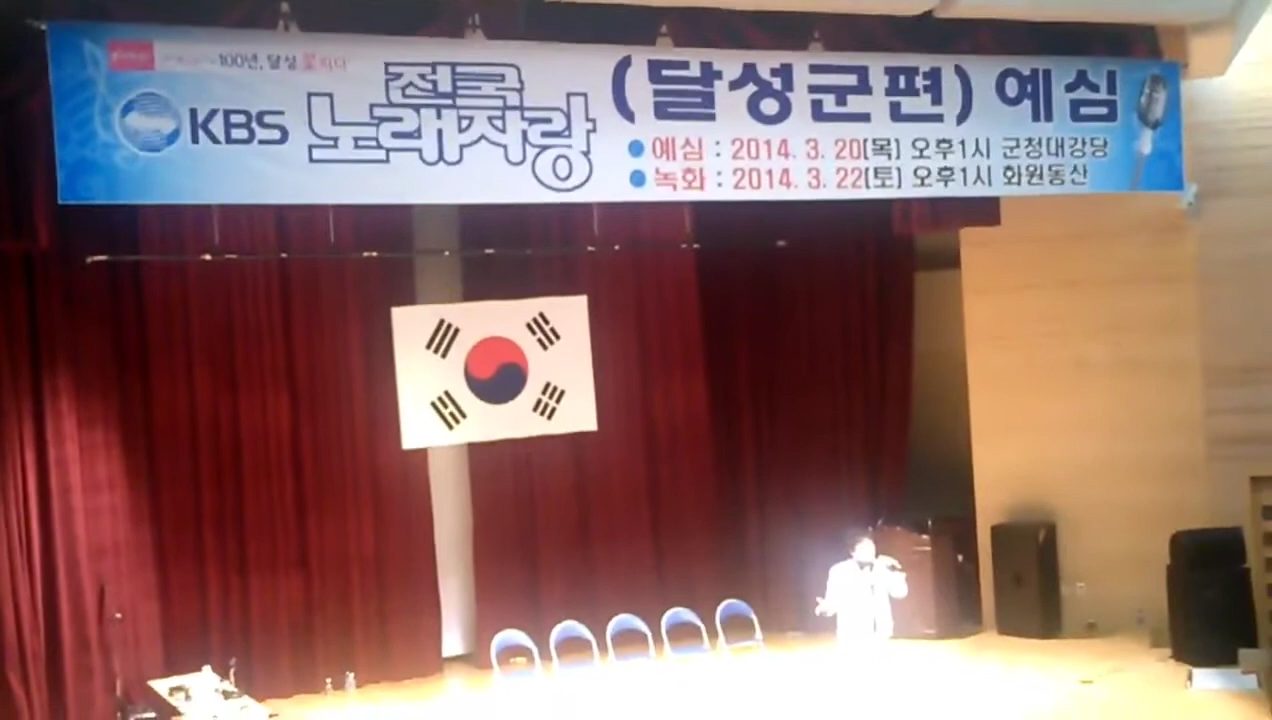 100년, 달성 꽃 피다
KBS 전국
노래자랑
(달성군편) 예심
● 예심 : 2014. 3. 20(목) 오후1시 군청대강당
● 녹화 : 2014. 3. 22(토) 오후1시 화원동산